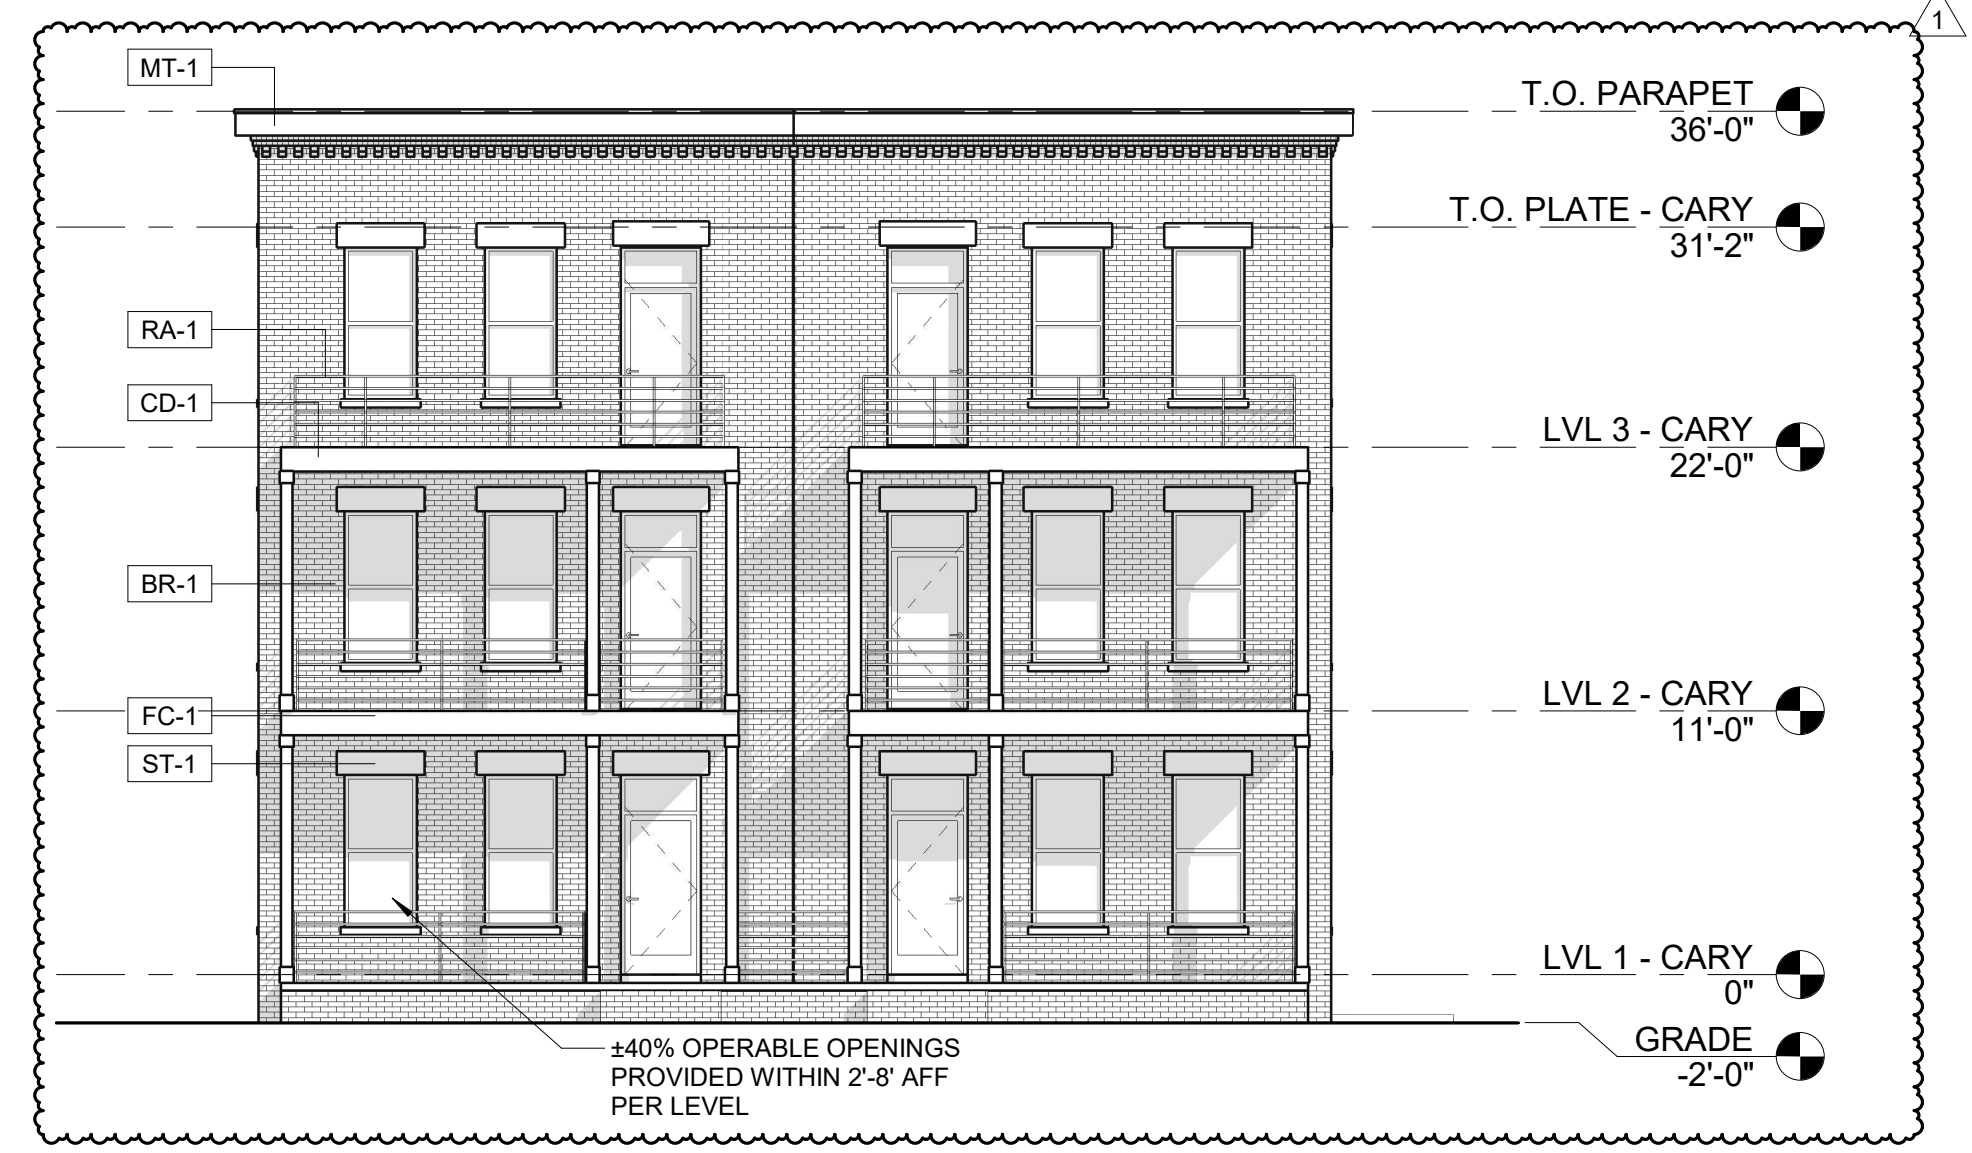 1
MT-1
T.O. PARAPET
36'-0"
T.O. PLATE - CARY
31'-2"
RA-1
CD-1
LVL 3 - CARY
22'-0"
BR-1
FC-1
LVL 2 - CARY
11'-0"
ST-1
LVL 1 - CARY
0"
GRADE
-2'-0"
±40% OPERABLE OPENINGS
PROVIDED WITHIN 2'-8' AFF
PER LEVEL